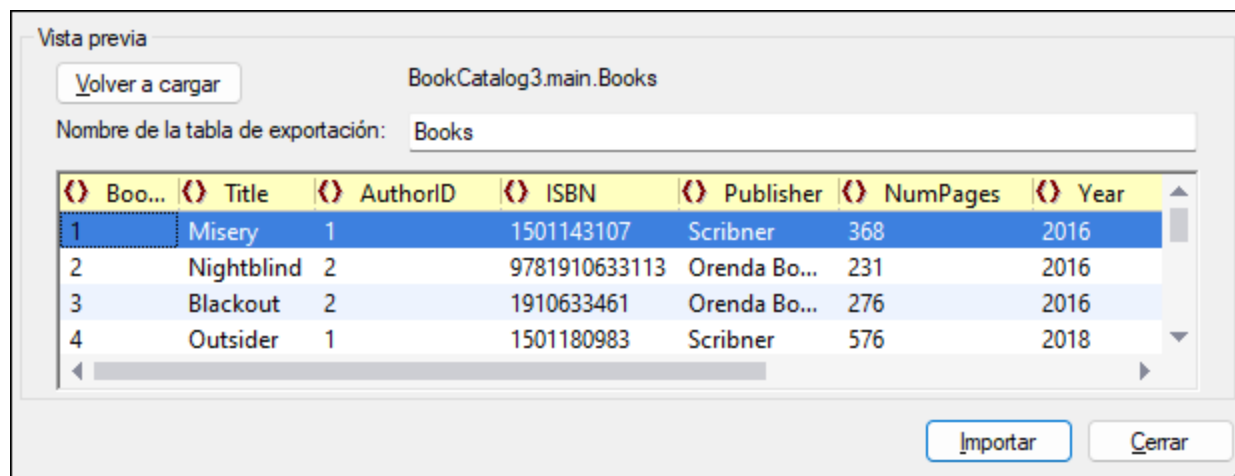 Vista previa
Volver a cargar BookCatalog3.main.Books
Nombre de la tabla de exportación: Books
Boo... Title AuthorID ISBN Publisher NumPages Year
1 Misery 1 1501143107 Scribner 368 2016
2 Nightblind 2 9781910633113 Orenda Bo... 231 2016
3 Blackout 2 1910633461 Orenda Bo... 276 2016
4 Outsider 1 1501180983 Scribner 576 2018
Importar Cerrar